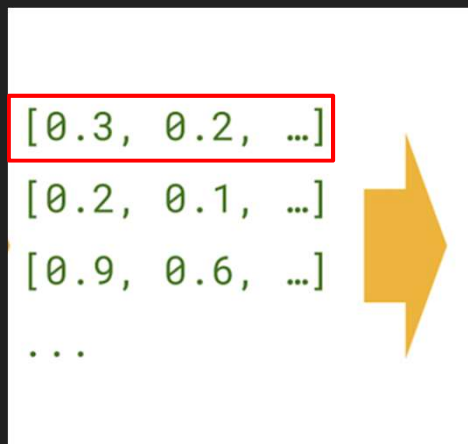 [0.3, 0.2, …]
[0.2, 0.1, …]
[0.9, 0.6, …]
...